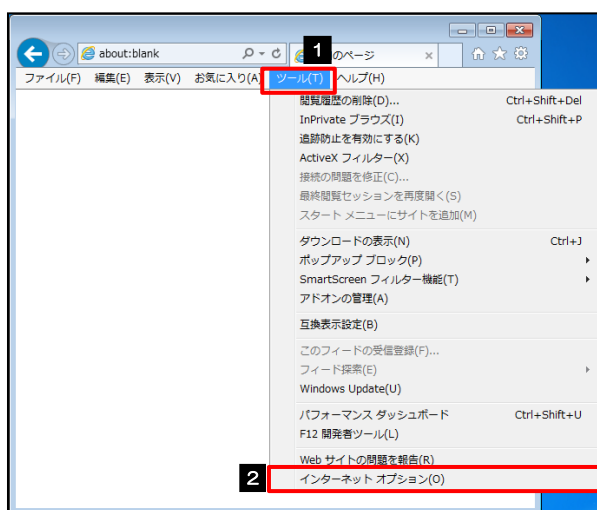 about:blank
1
のページ
ファイル(F) 編集(E) 表示(V) お気に入り(A) ツール(T) ヘルプ(H)
閲覧履歴の削除(D)... Ctrl+Shift+Del
InPrivate ブラウズ(I) Ctrl+Shift+P
追跡防止を有効にする(K)
ActiveX フィルター(X)
接続の問題を修正(C)...
最終閲覧セッションを再度開く(S)
スタート メニューにサイトを追加(M)
ダウンロードの表示(N) Ctrl+J
ポップアップ ブロック(P)
SmartScreen フィルター機能(T)
アドオンの管理(A)
互換表示設定(B)
このフィードの受信登録(F)...
フィード探索(E)
Windows Update(U)
パフォーマンス ダッシュボード Ctrl+Shift+U
F12 開発者ツール(L)
Web サイトの問題を報告(R)
2
インターネット オプション(O)